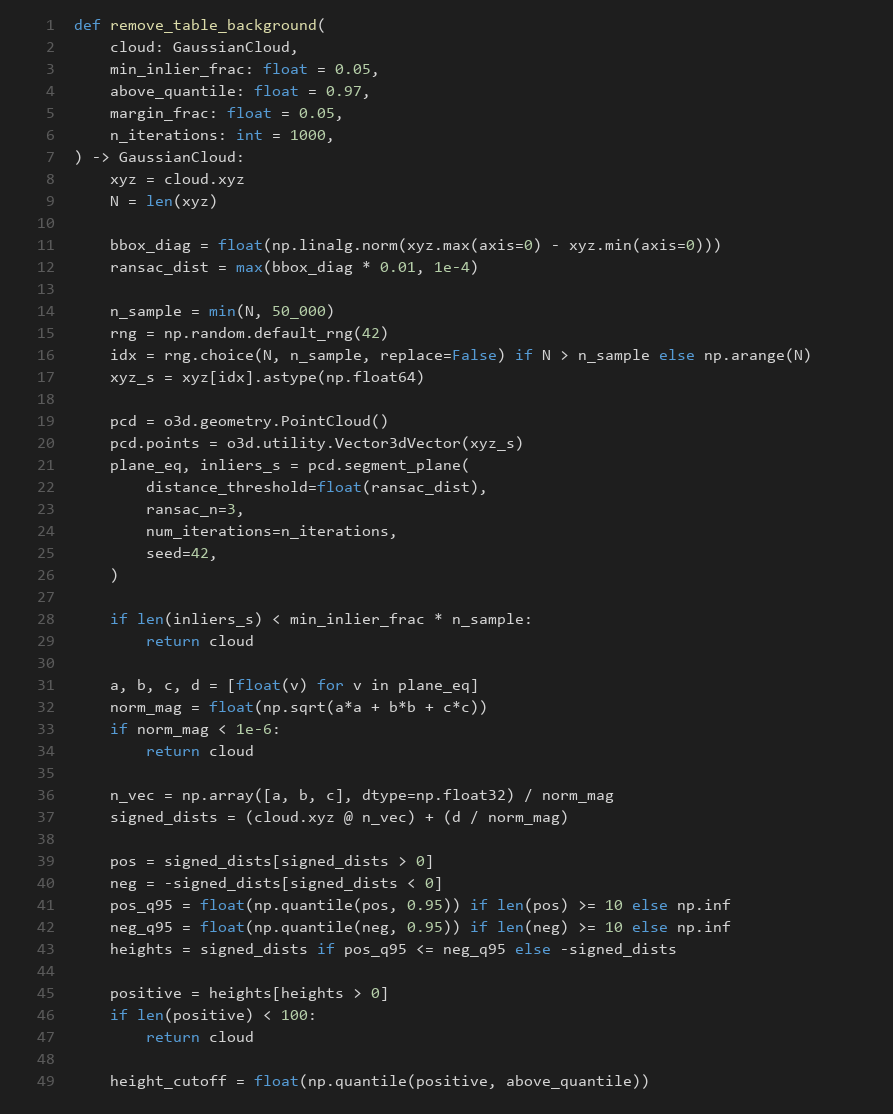 1 def remove_table_background(
2     cloud: GaussianCloud,
3     min_inlier_frac: float = 0.05,
4     above_quantile: float = 0.97,
5     margin_frac: float = 0.05,
6     n_iterations: int = 1000,
7 ) -> GaussianCloud:
8     xyz = cloud.xyz
9     N = len(xyz)
10
11     bbox_diag = float(np.linalg.norm(xyz.max(axis=0) - xyz.min(axis=0)))
12     ransac_dist = max(bbox_diag * 0.01, 1e-4)
13
14     n_sample = min(N, 50_000)
15     rng = np.random.default_rng(42)
16     idx = rng.choice(N, n_sample, replace=False) if N > n_sample else np.arange(N)
17     xyz_s = xyz[idx].astype(np.float64)
18
19     pcd = o3d.geometry.PointCloud()
20     pcd.points = o3d.utility.Vector3dVector(xyz_s)
21     plane_eq, inliers_s = pcd.segment_plane(
22         distance_threshold=float(ransac_dist),
23         ransac_n=3,
24         num_iterations=n_iterations,
25         seed=42,
26     )
27
28     if len(inliers_s) < min_inlier_frac * n_sample:
29         return cloud
30
31     a, b, c, d = [float(v) for v in plane_eq]
32     norm_mag = float(np.sqrt(a*a + b*b + c*c))
33     if norm_mag < 1e-6:
34         return cloud
35
36     n_vec = np.array([a, b, c], dtype=np.float32) / norm_mag
37     signed_dists = (cloud.xyz @ n_vec) + (d / norm_mag)
38
39     pos = signed_dists[signed_dists > 0]
40     neg = -signed_dists[signed_dists < 0]
41     pos_q95 = float(np.quantile(pos, 0.95)) if len(pos) >= 10 else np.inf
42     neg_q95 = float(np.quantile(neg, 0.95)) if len(neg) >= 10 else np.inf
43     heights = signed_dists if pos_q95 <= neg_q95 else -signed_dists
44
45     positive = heights[heights > 0]
46     if len(positive) < 100:
47         return cloud
48
49     height_cutoff = float(np.quantile(positive, above_quantile))